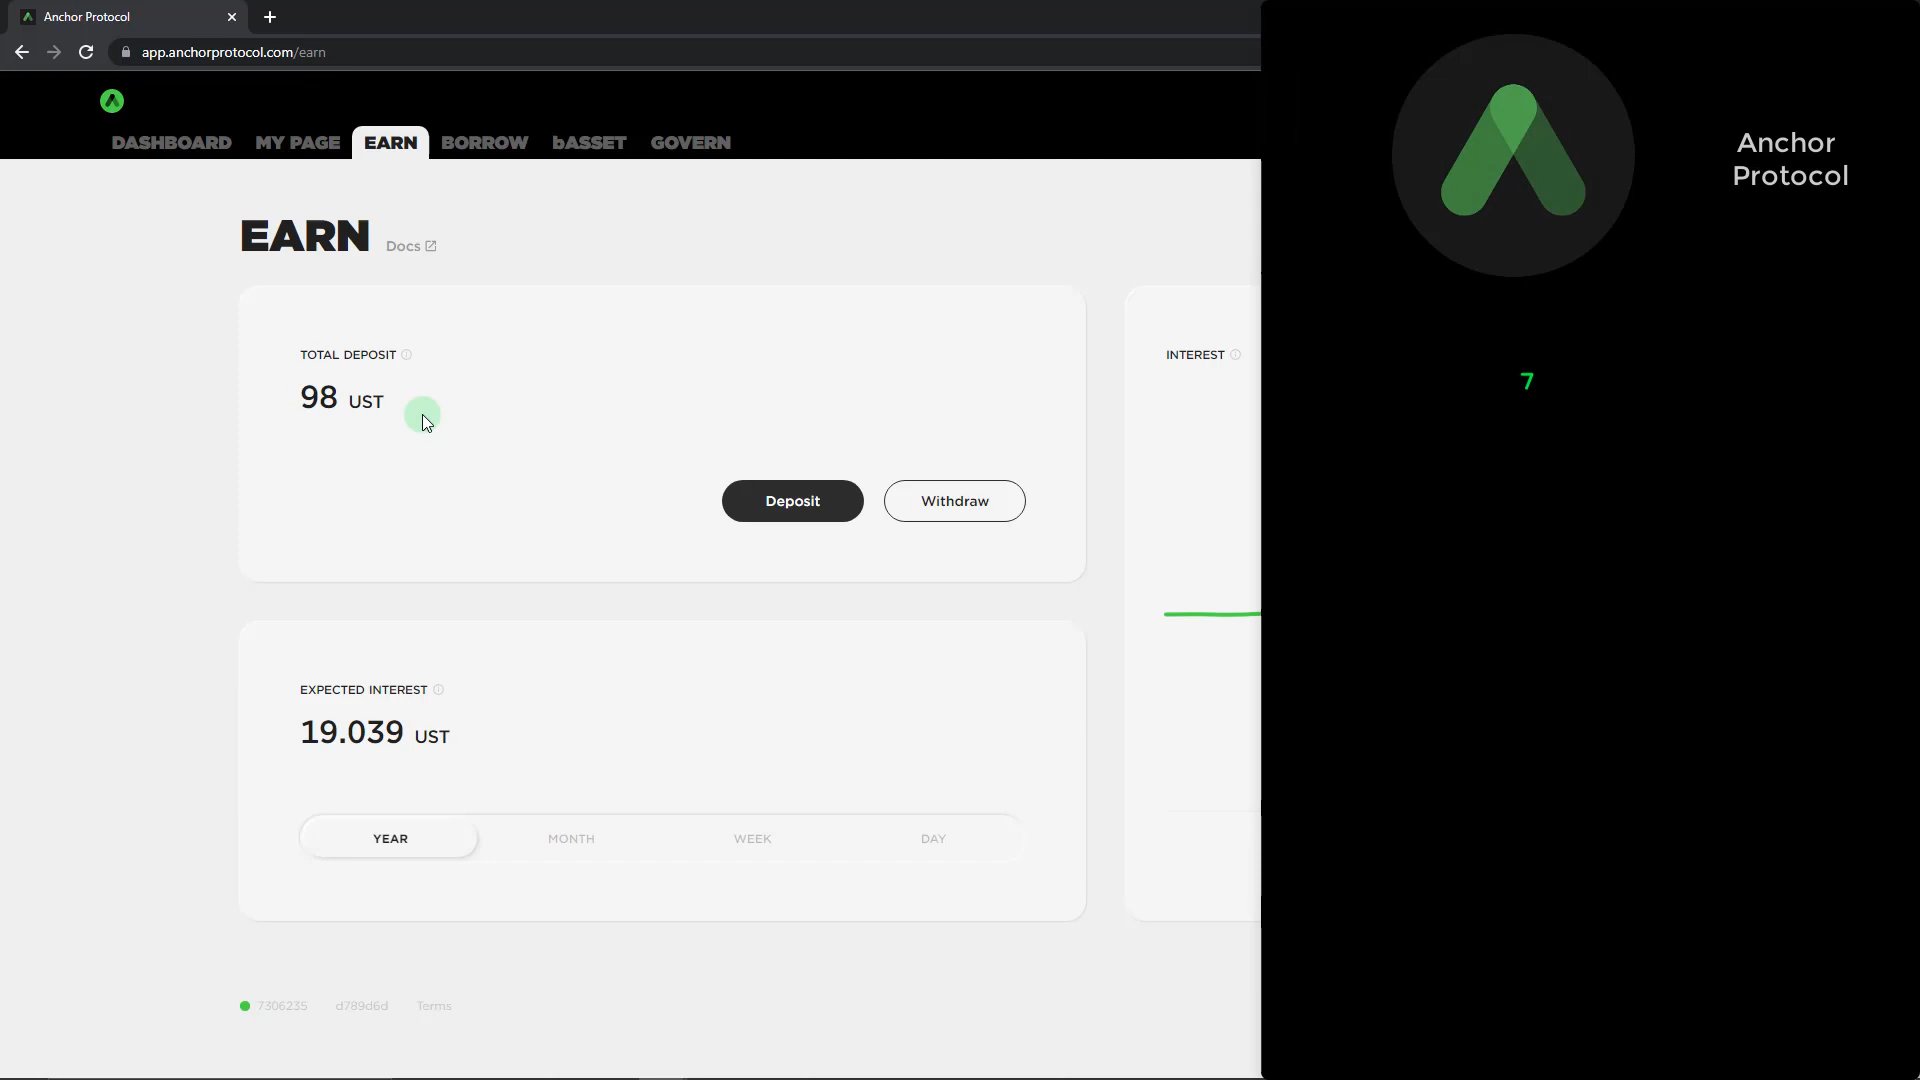 Anchor Protocol
app.anchorprotocol.com/earn
DASHBOARD MY PAGE EARN BORROW bASSET GOVERN
EARN Docs
TOTAL DEPOSIT
98 UST
Deposit Withdraw
EXPECTED INTEREST
19.039 UST
YEAR MONTH WEEK DAY
7306235 d789d6d Terms
INTEREST
Anchor
Protocol
7